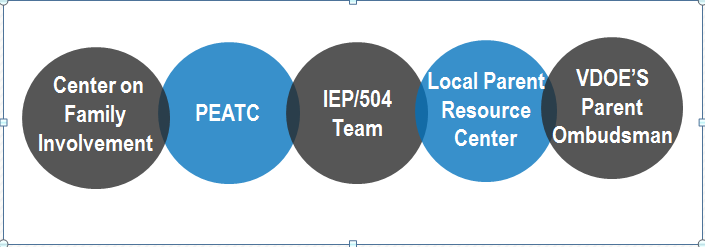 Center on
Family
Involvement
PEATC
IEP/504
Team
Local Parent
Resource
Center
VDOE'S
Parent
Ombudsman